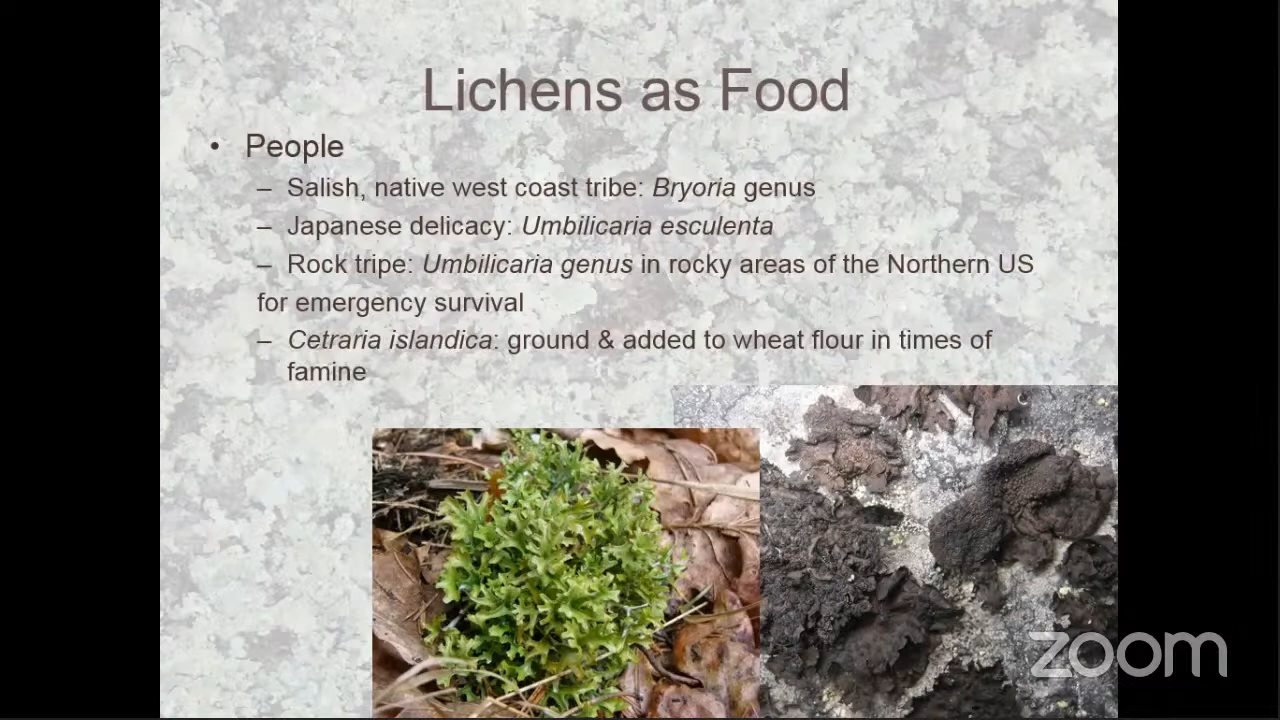 Lichens as Food
• People
– Salish, native west coast tribe: Bryoria genus
– Japanese delicacy: Umbilicaria esculenta
– Rock tripe: Umbilicaria genus in rocky areas of the Northern US
for emergency survival
– Cetraria islandica: ground & added to wheat flour in times of
famine
zoom